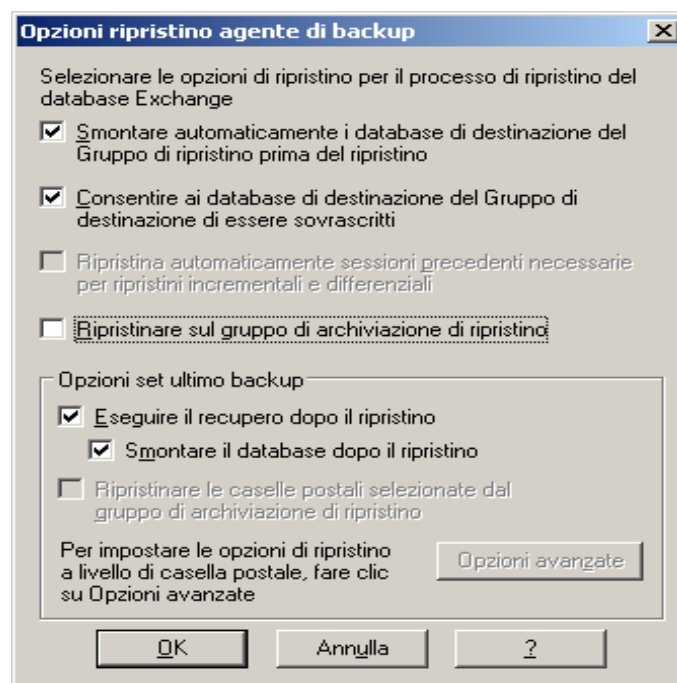 Opzioni ripristino agente di backup
Selezionare le opzioni di ripristino per il processo di ripristino del
database Exchange
Smontare automaticamente i database di destinazione del
Gruppo di ripristino prima del ripristino
Consentire ai database di destinazione del Gruppo di
destinazione di essere sovrascritti
Ripristina automaticamente sessioni precedenti necessarie
per ripristini incrementali e differenziali
Ripristinare sul gruppo di archiviazione di ripristino
Opzioni set ultimo backup
Eseguire il recupero dopo il ripristino
Smontare il database dopo il ripristino
Ripristinare le caselle postali selezionate dal
gruppo di archiviazione di ripristino
Per impostare le opzioni di ripristino
a livello di casella postale, fare clic
su Opzioni avanzate
Opzioni avanzate
OK
Annulla
?